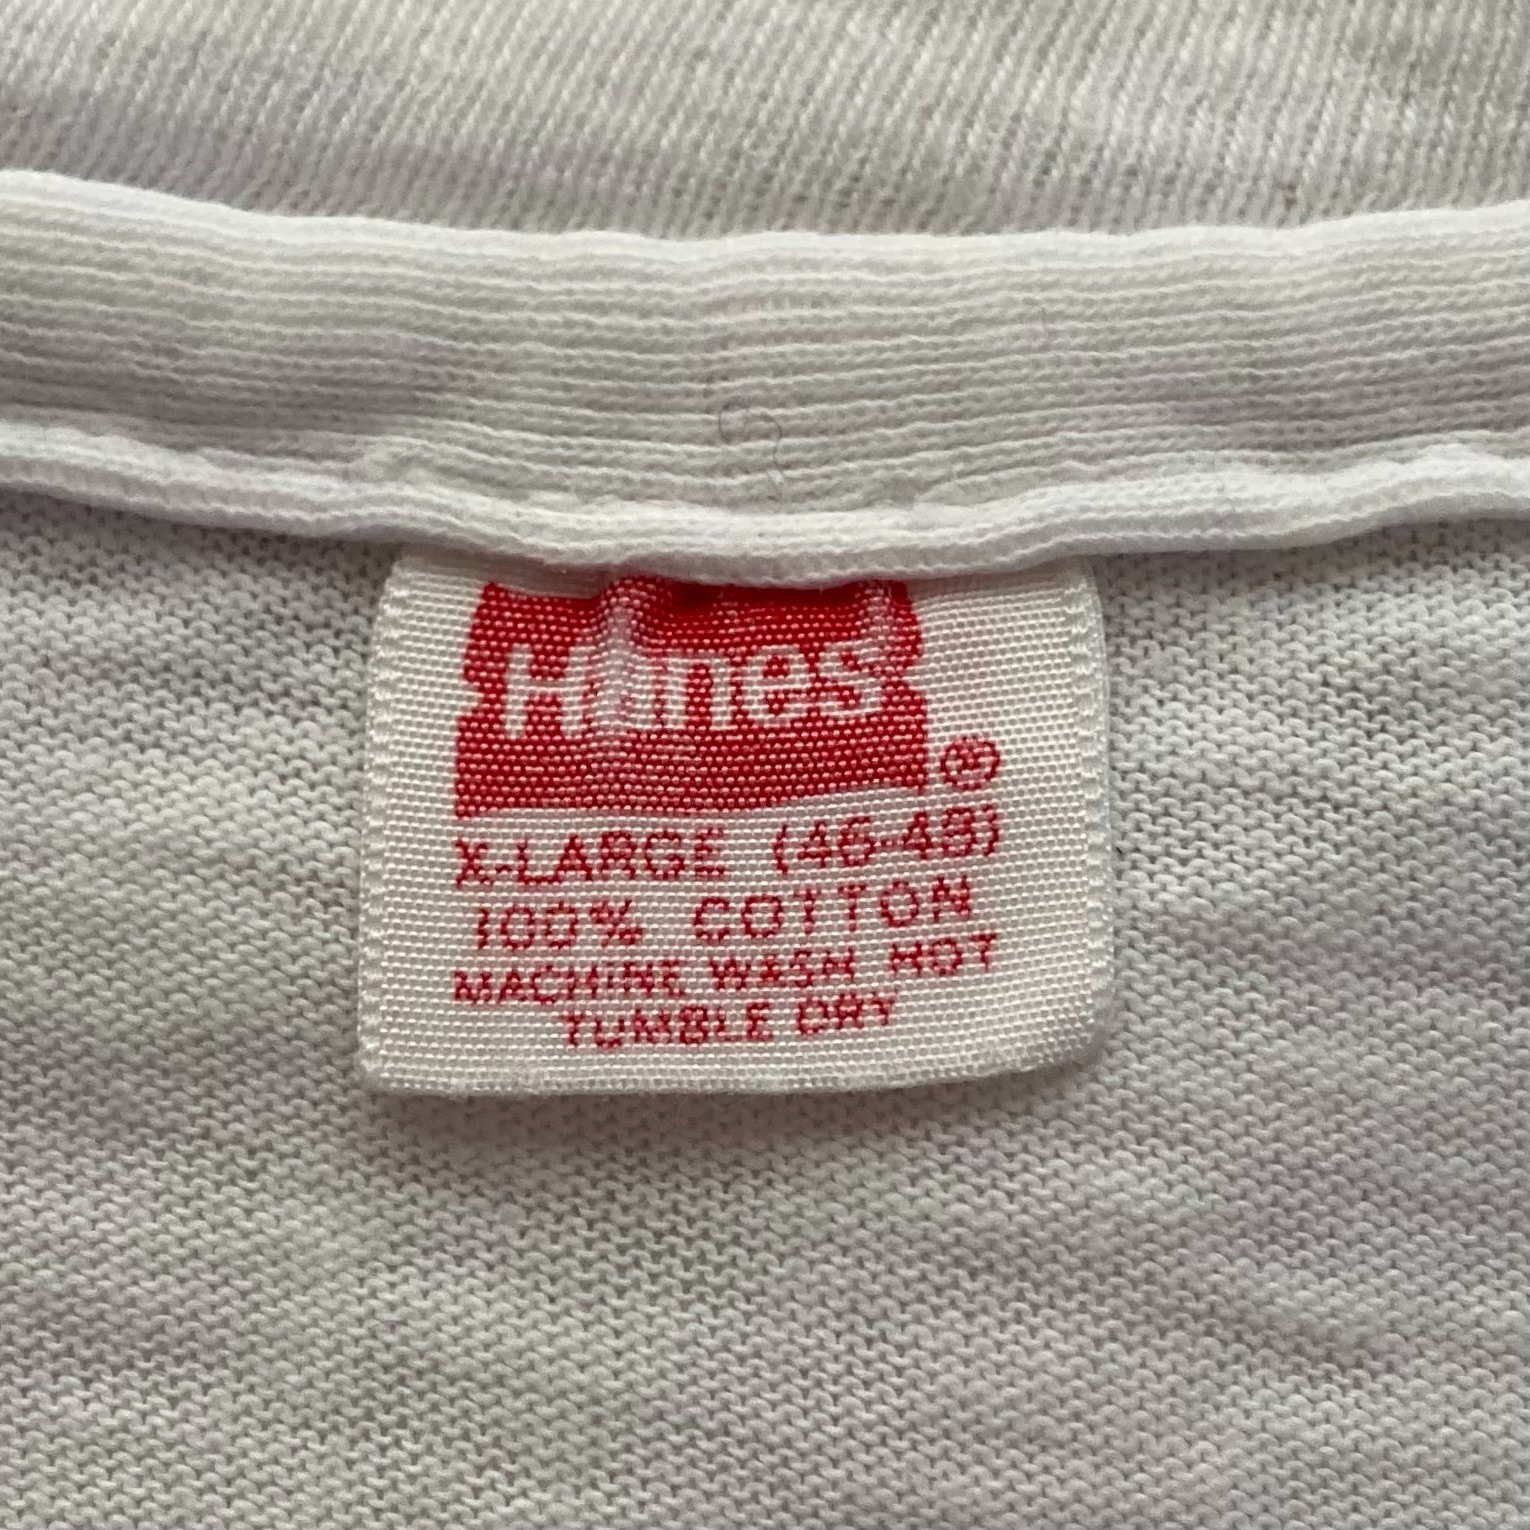 Hanes®
X-LARGE (46-48)
100% COTTON
MACHINE WASH HOT
TUMBLE DRY